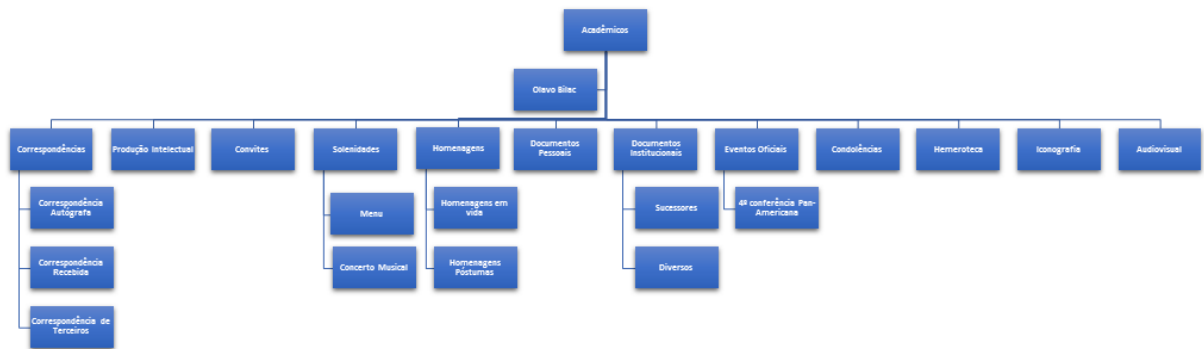 Acadêmicos
Olavo Bilac
Correspondências
Produção Intelectual
Convites
Solenidades
Homenagens
Documentos
Pessoais
Documentos
Institucionais
Eventos Oficiais
Condolências
Hemeroteca
Iconografia
Audiovisual
Correspondência
Autógrafa
Correspondência
Recebida
Correspondência de
Terceiros
Menu
Concerto Musical
Homenagens em
vida
Homenagens
Póstumas
Sucessores
Diversos
4ª conferência Pan-
Americana